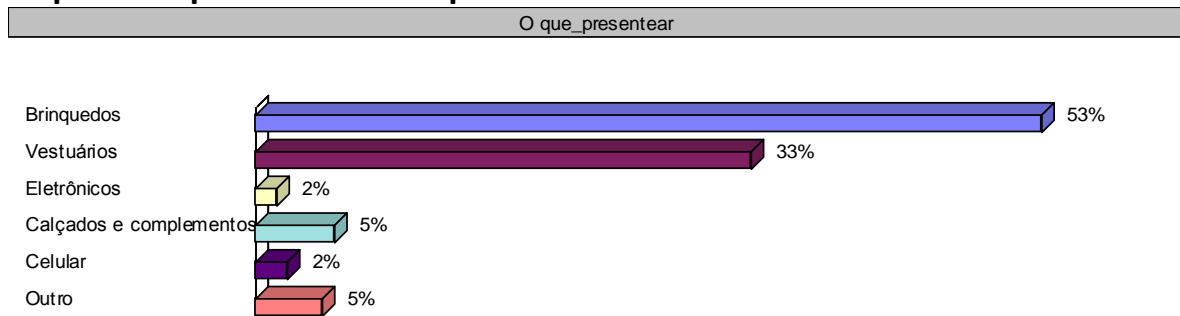 O que_presentear
Brinquedos 53%
Vestuários 33%
Eletrônicos 2%
Calçados e complementos 5%
Celular 2%
Outro 5%